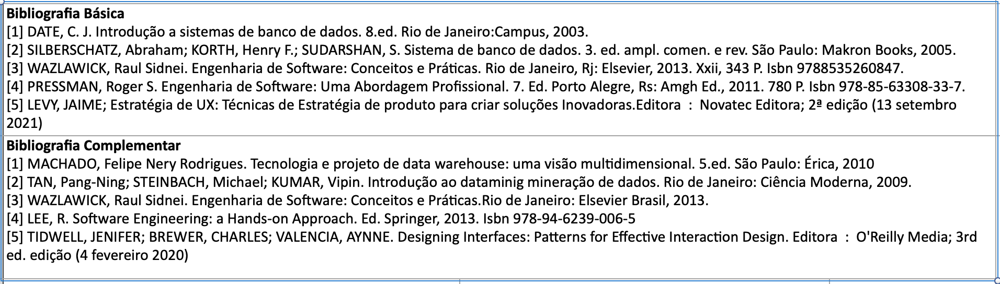 Bibliografia Básica
[1] DATE, C. J. Introdução a sistemas de banco de dados. 8.ed. Rio de Janeiro:Campus, 2003.
[2] SILBERSCHATZ, Abraham; KORTH, Henry F.; SUDARSHAN, S. Sistema de banco de dados. 3. ed. ampl. comen. e rev. São Paulo: Makron Books, 2005.
[3] WAZLAWICK, Raul Sidnei. Engenharia de Software: Conceitos e Práticas. Rio de Janeiro, Rj: Elsevier, 2013. Xxii, 343 P. Isbn 9788535260847.
[4] PRESSMAN, Roger S. Engenharia de Software: Uma Abordagem Profissional. 7. Ed. Porto Alegre, Rs: Amgh Ed., 2011. 780 P. Isbn 978-85-63308-33-7.
[5] LEVY, JAIME; Estratégia de UX: Técnicas de Estratégia de produto para criar soluções Inovadoras.Editora : Novatec Editora; 2ª edição (13 setembro
2021)
Bibliografia Complementar
[1] MACHADO, Felipe Nery Rodrigues. Tecnologia e projeto de data warehouse: uma visão multidimensional. 5.ed. São Paulo: Érica, 2010
[2] TAN, Pang-Ning; STEINBACH, Michael; KUMAR, Vipin. Introdução ao dataminig mineração de dados. Rio de Janeiro: Ciência Moderna, 2009.
[3] WAZLAWICK, Raul Sidnei. Engenharia de Software: Conceitos e Práticas.Rio de Janeiro: Elsevier Brasil, 2013.
[4] LEE, R. Software Engineering: a Hands-on Approach. Ed. Springer, 2013. Isbn 978-94-6239-006-5
[5] TIDWELL, JENIFER; BREWER, CHARLES; VALENCIA, AYNNE. Designing Interfaces: Patterns for Effective Interaction Design. Editora : O'Reilly Media; 3rd
ed. edição (4 fevereiro 2020)